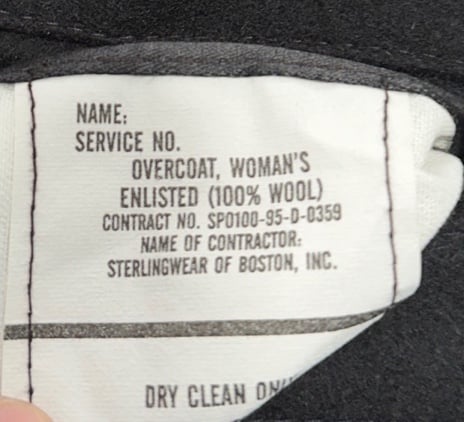 NAME:
SERVICE NO.
OVERCOAT, WOMAN'S
ENLISTED (100% WOOL)
CONTRACT NO. SPO100-95-D-0359
NAME OF CONTRACTOR:
STERLINGWEAR OF BOSTON, INC.
DRY CLEAN